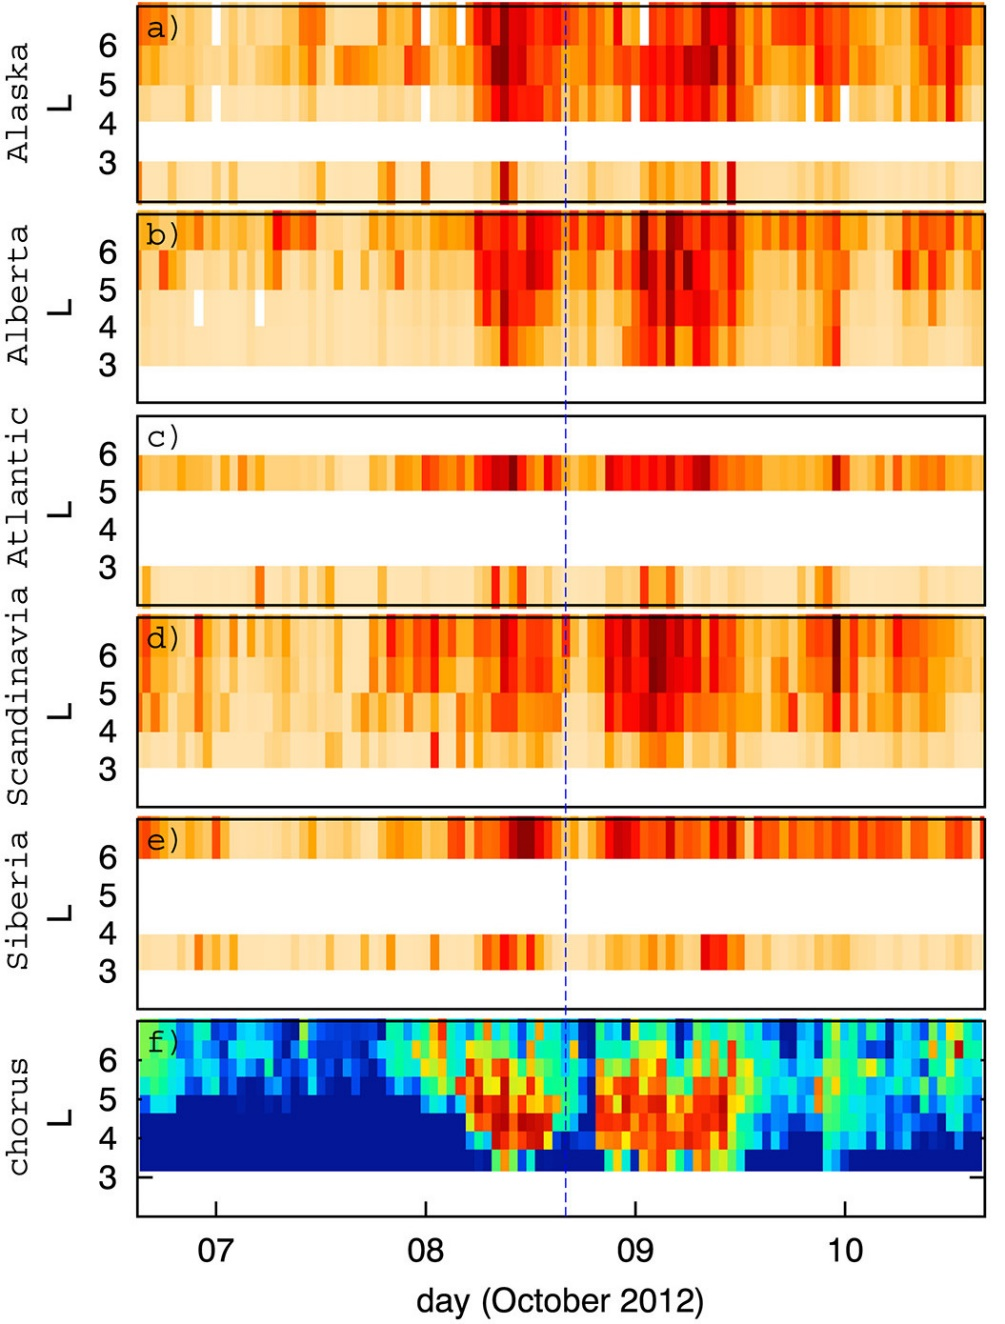 Alaska
L
6
5
4
3
a)
Alberta
L
6
5
4
3
b)
Atlantic
L
6
5
4
3
c)
Scandinavia
L
6
5
4
3
d)
Siberia
L
6
5
4
3
e)
chorus
L
6
5
4
3
f)
07 08 09 10
day (October 2012)